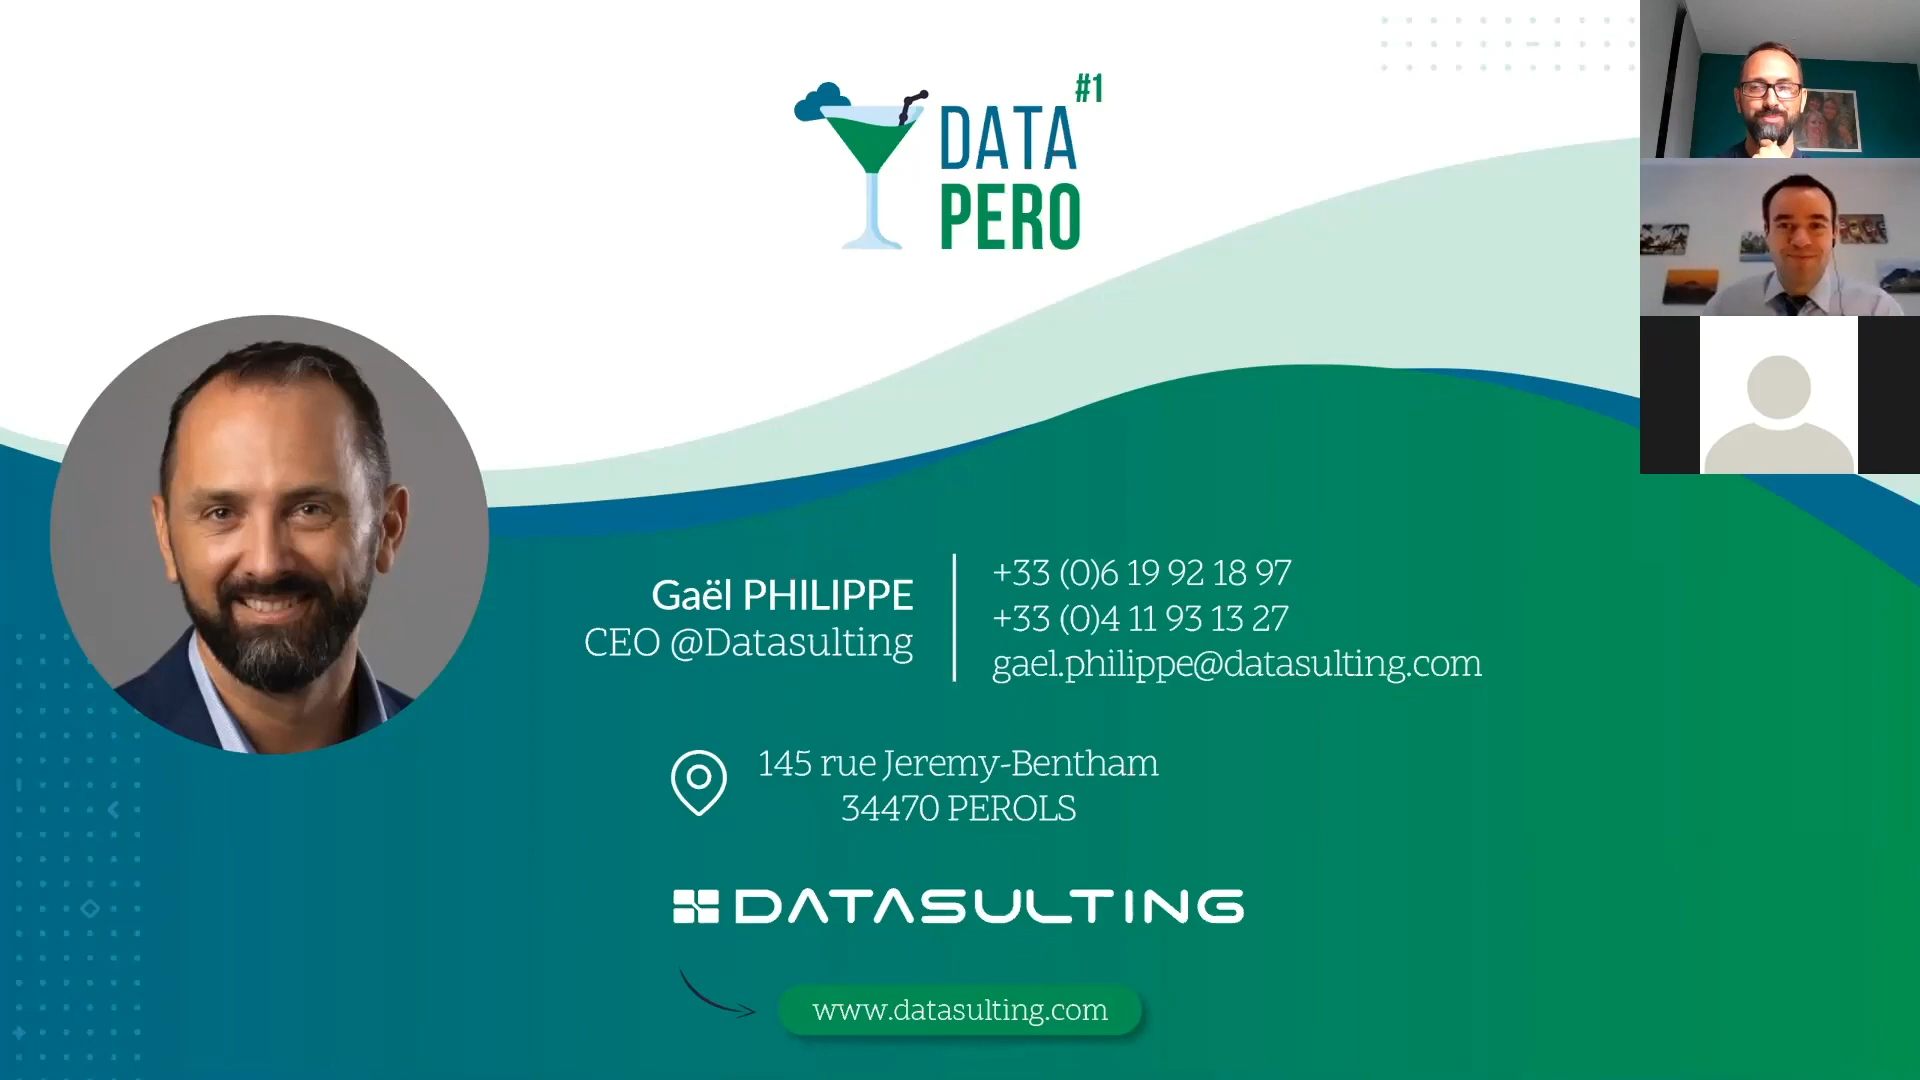 #1
DATA
PERO
Gaël PHILIPPE
CEO @Datasulting
+33 (0)6 19 92 18 97
+33 (0)4 11 93 13 27
gael.philippe@datasulting.com
145 rue Jeremy-Bentham
34470 PEROLS
DATASULTING
www.datasulting.com